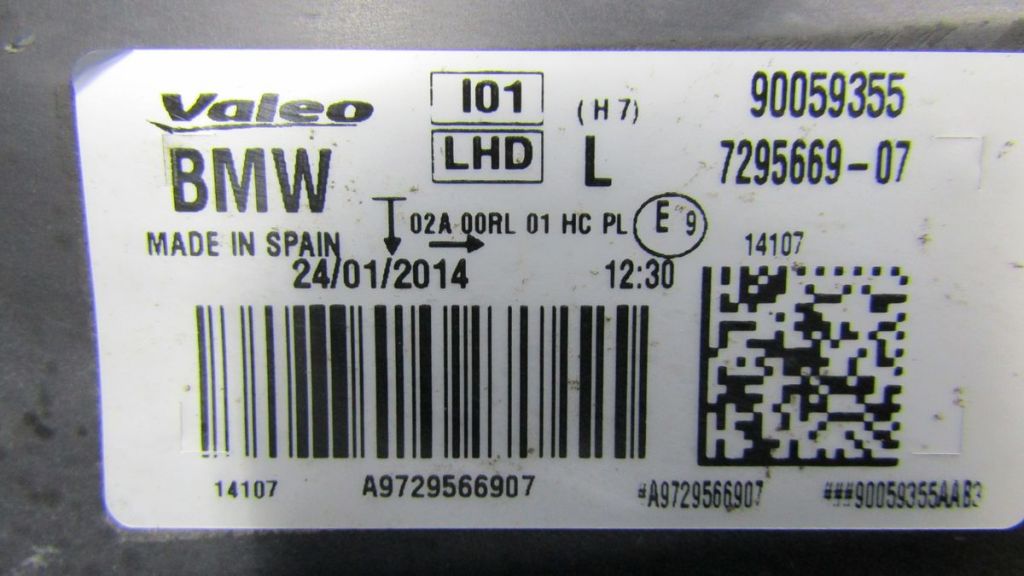 Valeo
I01
(H7)
90059355
BMW
LHD
L
7295669-07
MADE IN SPAIN
02A 00RL 01 HC PL
E 9
14107
24/01/2014
12:30
14107
A9729566907
#A9729566907
###90059355AAB3